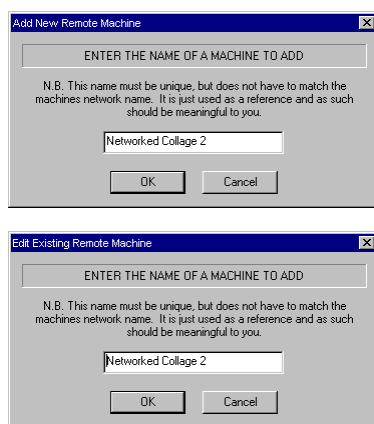 Add New Remote Machine
ENTER THE NAME OF A MACHINE TO ADD
N.B. This name must be unique, but does not have to match the
machines network name. It is just used as a reference and as such
should be meaningful to you.
Networked Collage 2
OK Cancel
Edit Existing Remote Machine
ENTER THE NAME OF A MACHINE TO ADD
N.B. This name must be unique, but does not have to match the
machines network name. It is just used as a reference and as such
should be meaningful to you.
Networked Collage 2
OK Cancel